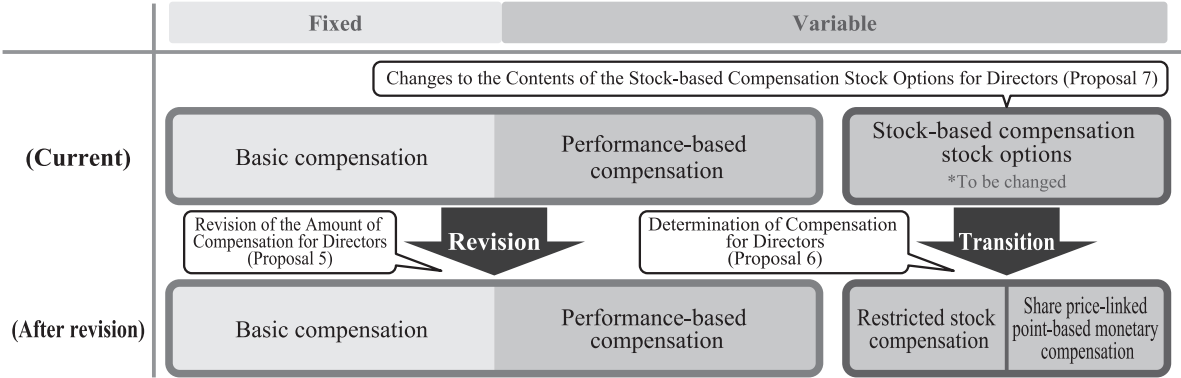 Fixed
Variable
Changes to the Contents of the Stock-based Compensation Stock Options for Directors (Proposal 7)
(Current)
Basic compensation
Performance-based
compensation
Stock-based compensation
stock options
*To be changed
Revision of the Amount of
Compensation for Directors
(Proposal 5)
Revision
Determination of Compensation
for Directors
(Proposal 6)
Transition
(After revision)
Basic compensation
Performance-based
compensation
Restricted stock
compensation
Share price-linked
point-based monetary
compensation